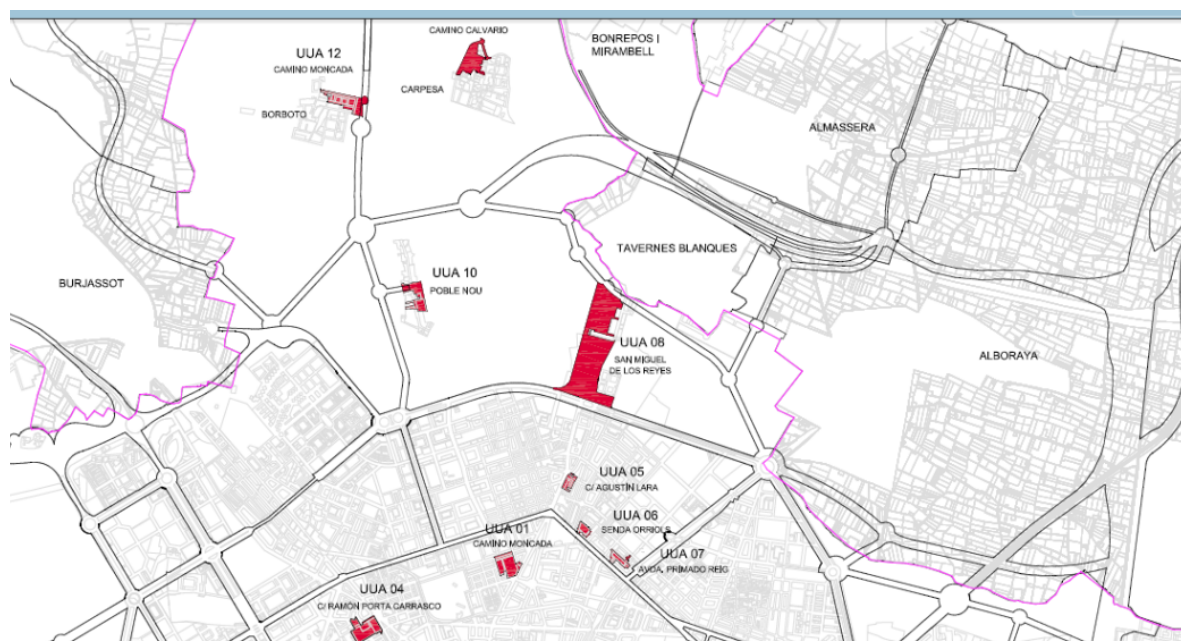 CAMINO CALVARIO
BONREPOS I
MIRAMBELL
UUA 12
CAMINO MONCADA
CARPESA
BORBOTO
ALMASSERA
TAVERNES BLANQUES
UUA 10
POBLE NOU
BURJASSOT
UUA 08
SAN MIGUEL
DE LOS REYES
ALBORAYA
UUA 05
C/ AGUSTÍN LARA
UUA 06
SENDA ORRIOLS
UUA 01
CAMINO MONCADA
UUA 07
AVDA. PRIMADO REIG
UUA 04
C/ RAMÓN PORTA CARRASCO